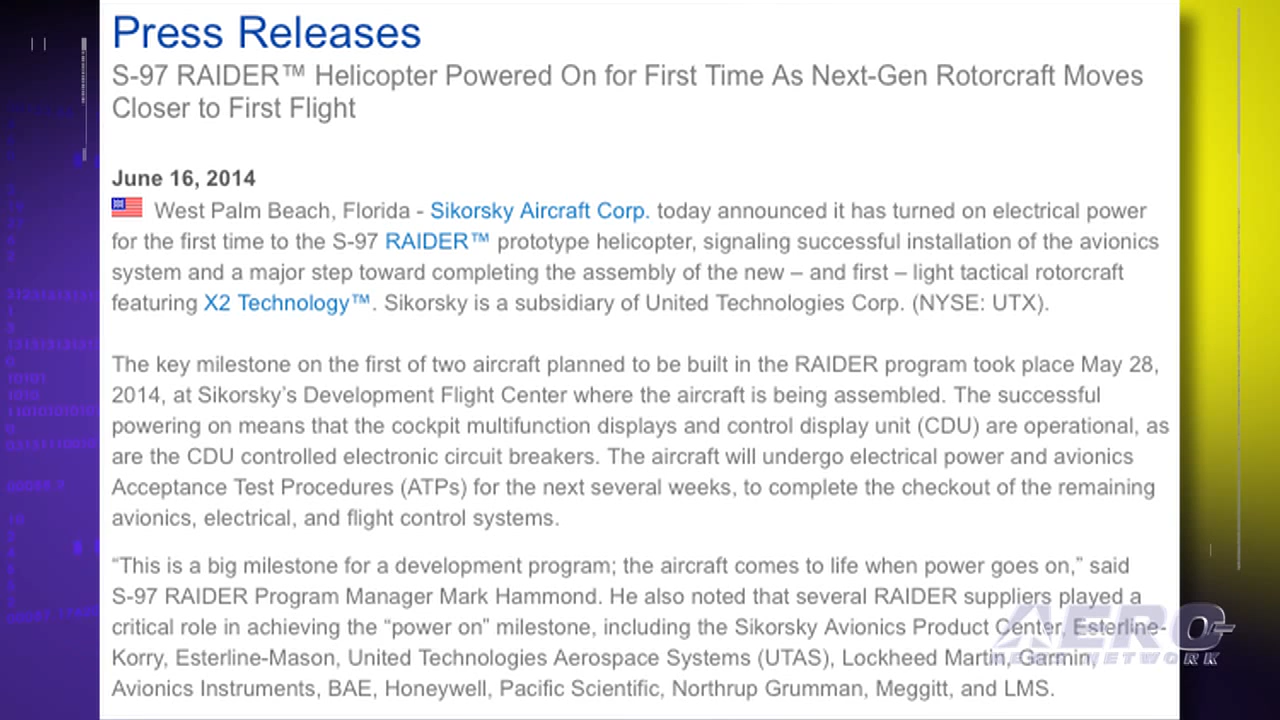 Press Releases
S-97 RAIDER™ Helicopter Powered On for First Time As Next-Gen Rotorcraft Moves
Closer to First Flight
June 16, 2014
West Palm Beach, Florida - Sikorsky Aircraft Corp. today announced it has turned on electrical power
for the first time to the S-97 RAIDER™ prototype helicopter, signaling successful installation of the avionics
system and a major step toward completing the assembly of the new – and first – light tactical rotorcraft
featuring X2 Technology™. Sikorsky is a subsidiary of United Technologies Corp. (NYSE: UTX).
The key milestone on the first of two aircraft planned to be built in the RAIDER program took place May 28,
2014, at Sikorsky’s Development Flight Center where the aircraft is being assembled. The successful
powering on means that the cockpit multifunction displays and control display unit (CDU) are operational, as
are the CDU controlled electronic circuit breakers. The aircraft will undergo electrical power and avionics
Acceptance Test Procedures (ATPs) for the next several weeks, to complete the checkout of the remaining
avionics, electrical, and flight control systems.
“This is a big milestone for a development program; the aircraft comes to life when power goes on,” said
S-97 RAIDER Program Manager Mark Hammond. He also noted that several RAIDER suppliers played a
critical role in achieving the “power on” milestone, including the Sikorsky Avionics Product Center, Esterline-
Korry, Esterline-Mason, United Technologies Aerospace Systems (UTAS), Lockheed Martin, Garmin,
Avionics Instruments, BAE, Honeywell, Pacific Scientific, Northrup Grumman, Meggitt, and LMS.
AERO
NEWS NETWORK